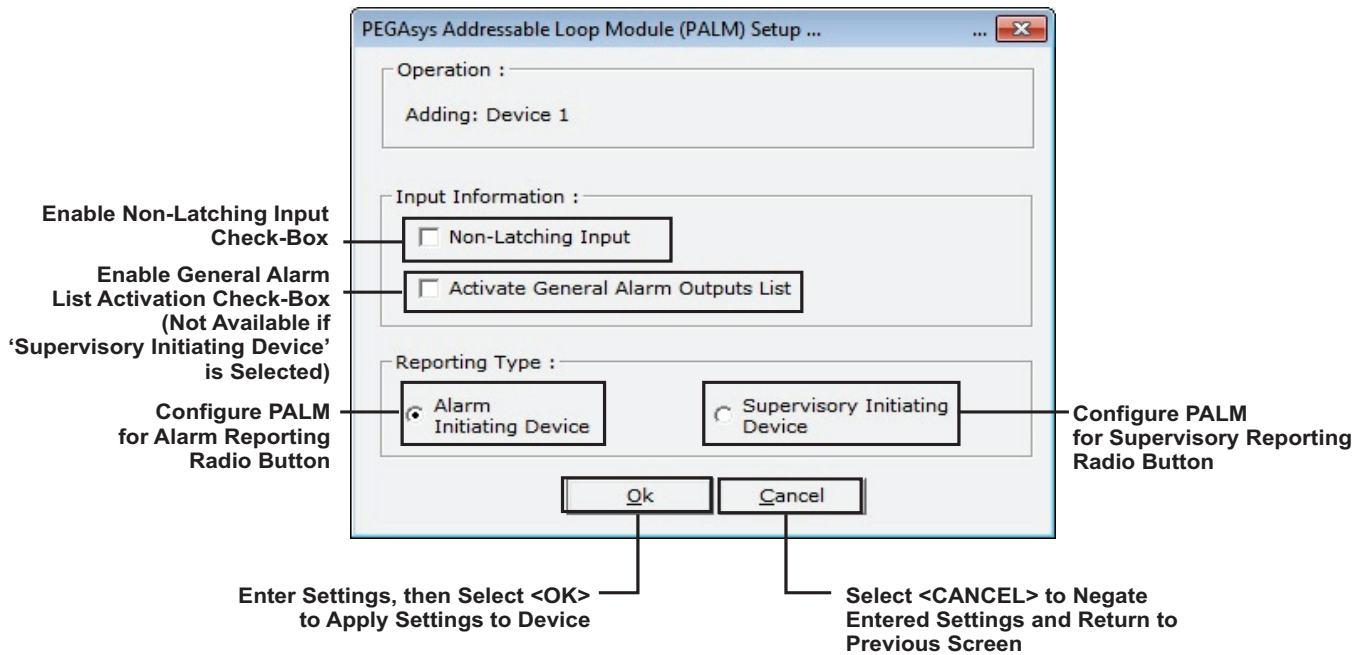 PEGAsys Addressable Loop Module (PALM) Setup ... ...
Operation :
Adding: Device 1
Input Information :
Enable Non-Latching Input
Check-Box
Non-Latching Input
Enable General Alarm
List Activation Check-Box
(Not Available if
‘Supervisory Initiating Device’
is Selected)
Activate General Alarm Outputs List
Reporting Type :
Configure PALM
for Alarm Reporting
Radio Button
Alarm
Initiating Device
Supervisory Initiating
Device
Configure PALM
for Supervisory Reporting
Radio Button
Ok
Cancel
Enter Settings, then Select <OK>
to Apply Settings to Device
Select <CANCEL> to Negate
Entered Settings and Return to
Previous Screen